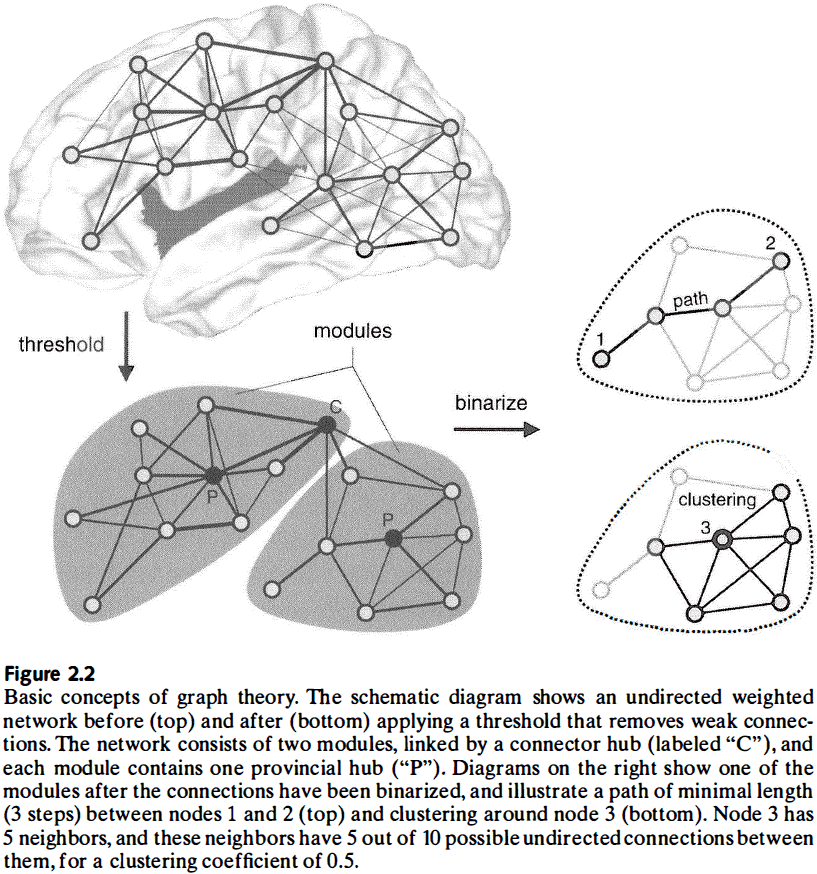 threshold
modules
C
P
P
binarize
1
path
2
clustering
3
Figure 2.2
Basic concepts of graph theory. The schematic diagram shows an undirected weighted
network before (top) and after (bottom) applying a threshold that removes weak connec-
tions. The network consists of two modules, linked by a connector hub (labeled “C”), and
each module contains one provincial hub (“P”). Diagrams on the right show one of the
modules after the connections have been binarized, and illustrate a path of minimal length
(3 steps) between nodes 1 and 2 (top) and clustering around node 3 (bottom). Node 3 has
5 neighbors, and these neighbors have 5 out of 10 possible undirected connections between
them, for a clustering coefficient of 0.5.